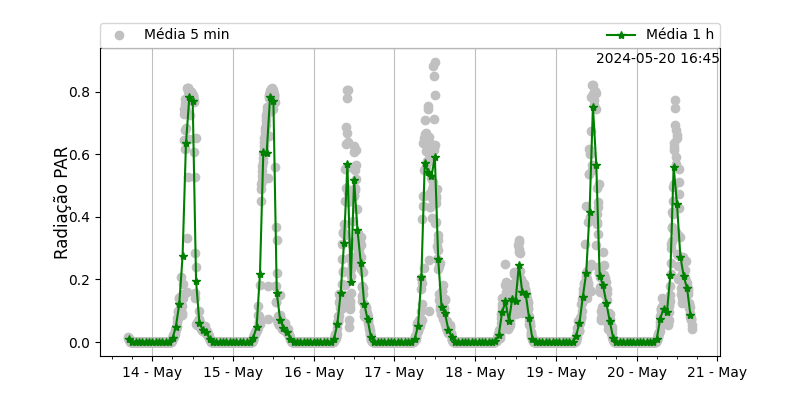 Média 5 min
Média 1 h
2024-05-20 16:45
Radiação PAR
0.8
0.6
0.4
0.2
0.0
14 - May
15 - May
16 - May
17 - May
18 - May
19 - May
20 - May
21 - May